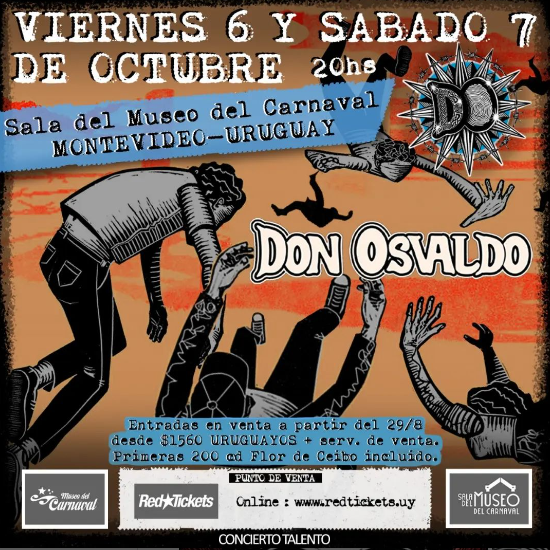 VIERNES 6 Y SABADO 7
DE OCTUBRE 20hs
Sala del Museo del Carnaval
MONTEVIDEO-URUGUAY
DO
DON OSVALDO
Entradas en venta a partir del 29/8
desde $1560 URUGUAYOS + serv. de venta.
Primeras 200 cd Flor de Ceibo incluido.
PUNTO DE VENTA
Museo del
Carnaval
Red★Tickets
Online : www.redtickets.uy
SALA
DEL MUSEO
DEL CARNAVAL
CONCIERTO TALENTO